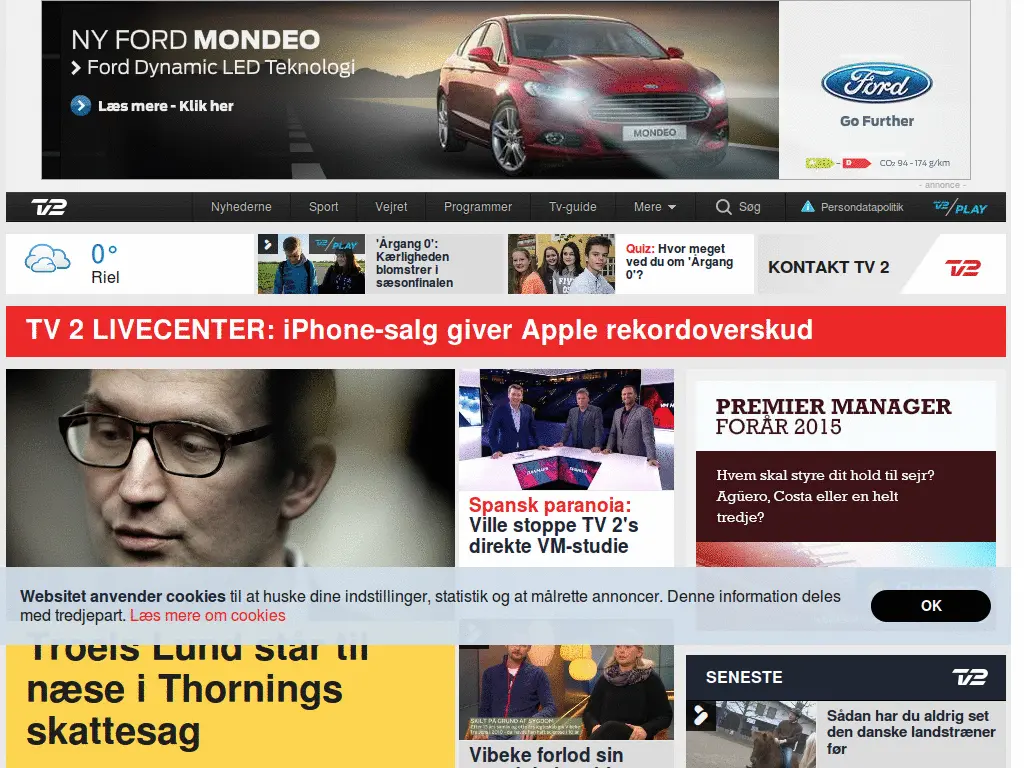 NY FORD MONDEO
Ford Dynamic LED Teknologi
Læs mere - Klik her
MONDEO
Ford
Go Further
D
CO2 94 - 174 g/km
- annonce -
TV2
Nyhederne
Sport
Vejret
Programmer
Tv-guide
Mere
Søg
Persondatapolitik
TV2/PLAY
0°
Riel
TV2/PLAY
'Årgang 0':
Kærligheden
blomstrer i
sæsonfinalen
Quiz: Hvor meget
ved du om 'Årgang
0'?
KONTAKT TV 2
TV2
TV 2 LIVECENTER: iPhone-salg giver Apple rekordoverskud
Spansk paranoia:
Ville stoppe TV 2's
direkte VM-studie
PREMIER MANAGER
FORÅR 2015
Hvem skal styre dit hold til sejr?
Agüero, Costa eller en helt
tredje?
Websitet anvender cookies til at huske dine indstillinger, statistik og at målrette annoncer. Denne information deles
med tredjepart. Læs mere om cookies
OK
Troels Lund står til
næse i Thornings
skattesag
SKILT PÅ GRUND AF SYGDOM
Vibeke forlod sin
SENESTE
TV2
Sådan har du aldrig set
den danske landstræner
før